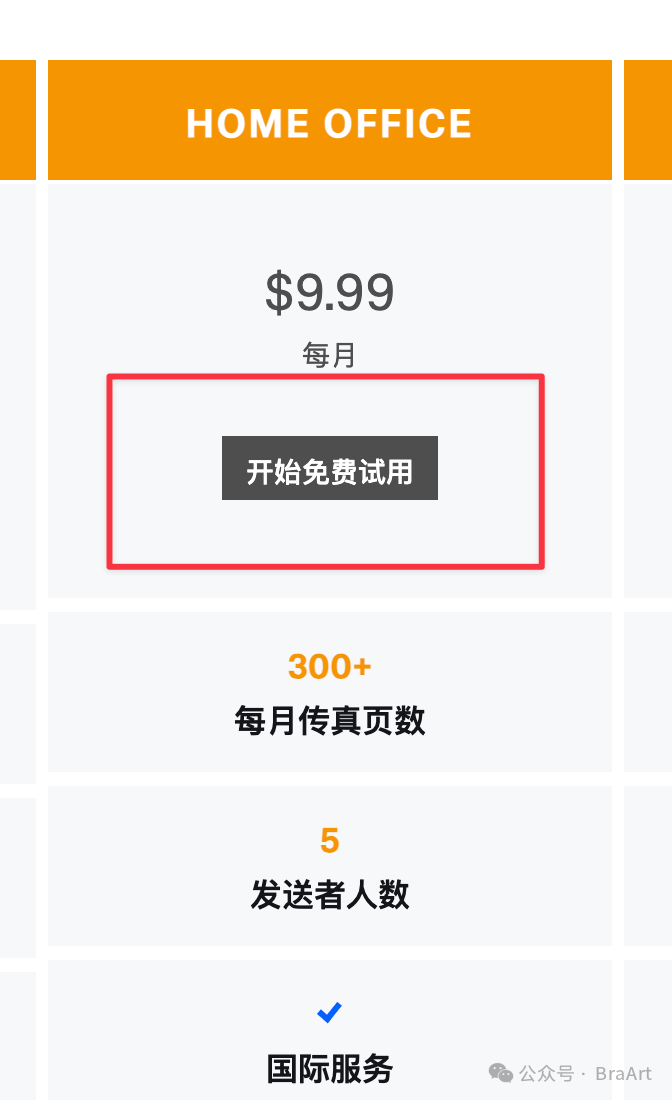 HOME OFFICE
$9.99
每月
开始免费试用
300+
每月传真页数
5
发送者人数
国际服务
公众号 · BraArt